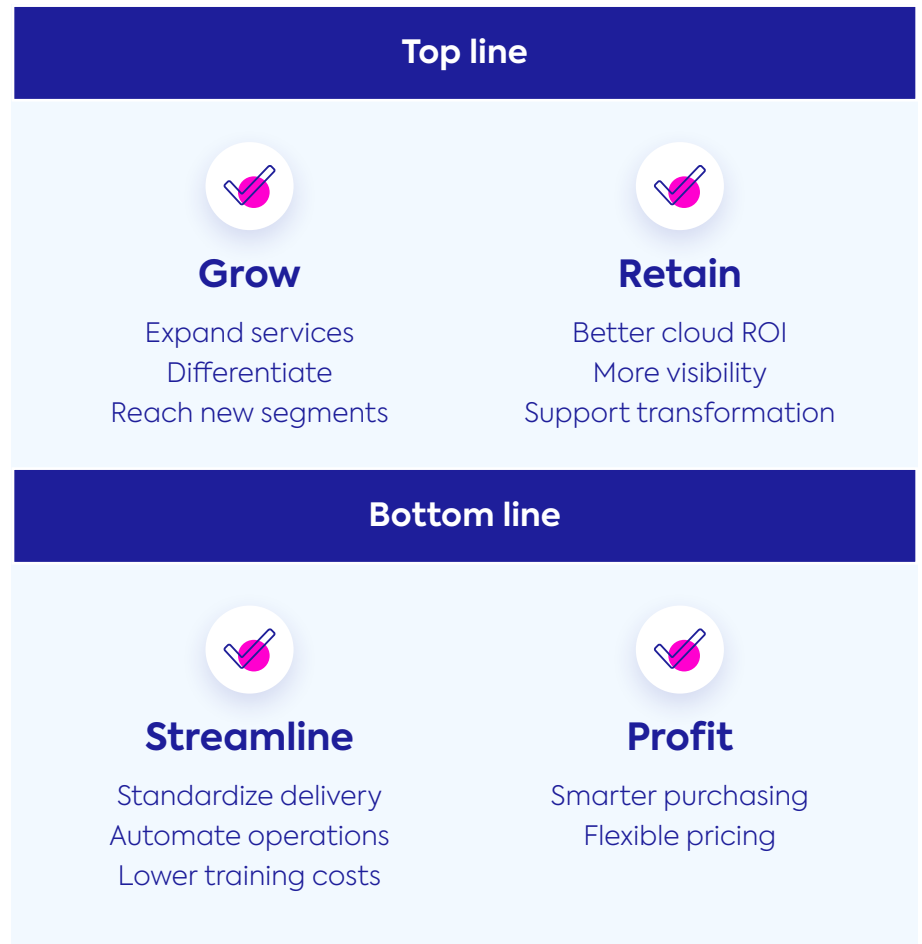 Top line
Grow
Expand services
Differentiate
Reach new segments
Retain
Better cloud ROI
More visibility
Support transformation
Bottom line
Streamline
Standardize delivery
Automate operations
Lower training costs
Profit
Smarter purchasing
Flexible pricing